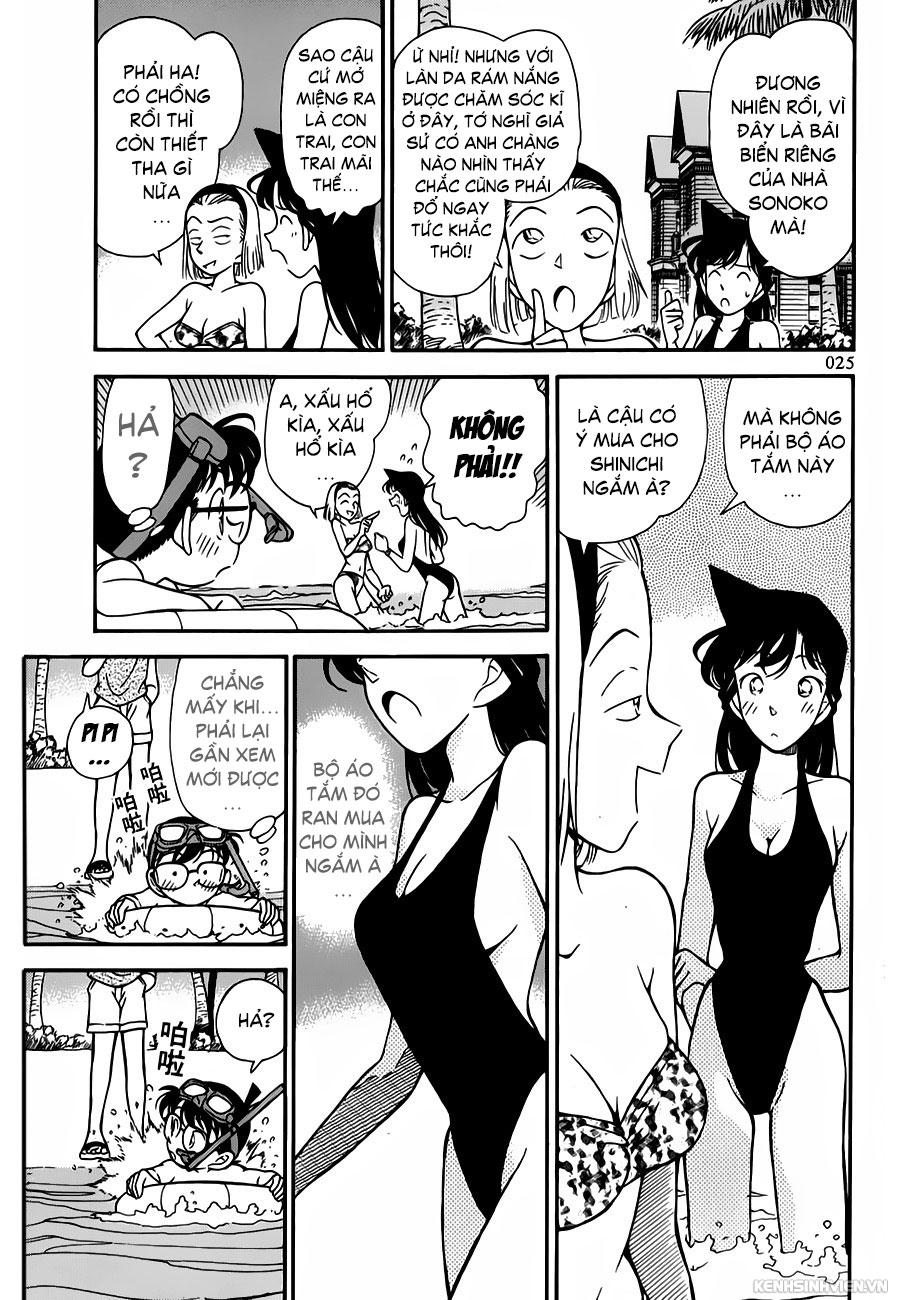 ĐƯƠNG
NHIÊN RỒI, VÌ
ĐÂY LÀ BÃI
BIỂN RIÊNG
CỦA NHÀ
SONOKO
MÀ!
Ừ NHỈ! NHƯNG VỚI
LÀN DA RÁM NẮNG
ĐƯỢC CHĂM SÓC KĨ
Ở ĐÂY, TỚ NGHĨ GIẢ
SỬ CÓ ANH CHÀNG
NÀO NHÌN THẤY
CHẮC CŨNG PHẢI
ĐỔ NGAY
TỨC KHẮC
THÔI!
SAO CẬU
CỨ MỞ
MIỆNG RA
LÀ CON
TRAI, CON
TRAI MÃI
THẾ...
PHẢI HA!
CÓ CHỒNG
RỒI THÌ
CÒN THIẾT
THA GÌ
NỮA
...
025
MÀ KHÔNG
PHẢI BỘ ÁO
TẮM NÀY
...
LÀ CẬU CÓ
Ý MUA CHO
SHINICHI
NGẮM À?
KHÔNG
PHẢI!!
A, XẤU HỔ
KÌA, XẤU
HỔ KÌA
HẢ
?
BỘ ÁO
TẮM ĐÓ
RAN MUA
CHO MÌNH
NGẮM À
...
CHẲNG
MẤY KHI...
PHẢI LẠI
GẦN XEM
MỚI ĐƯỢC
...
PI PI
...
啪啦
啪啦
HẢ?
啪啦
KENHSINHVIEN.VN